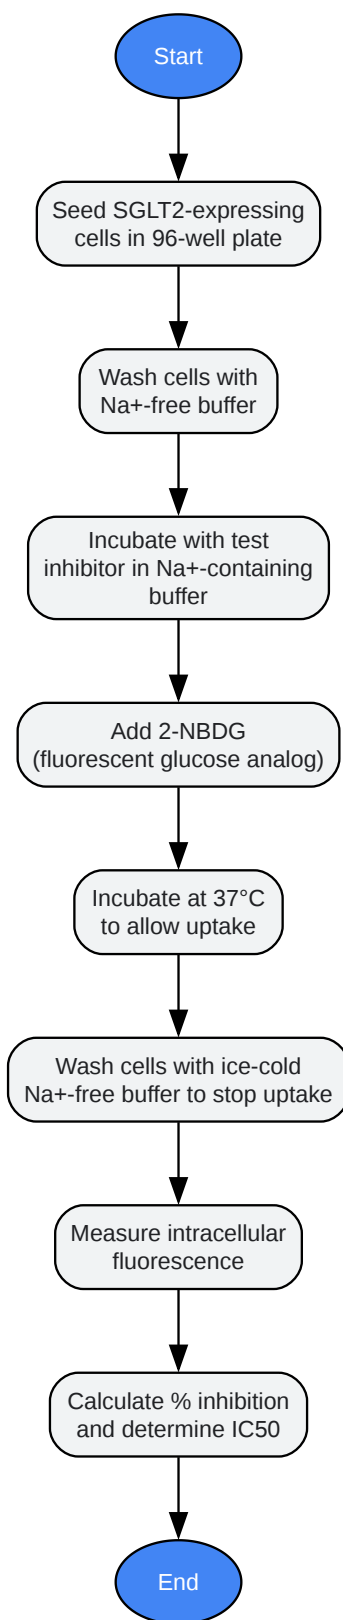 Start
Seed SGLT2-expressing
cells in 96-well plate
Wash cells with
Na+-free buffer
Incubate with test
inhibitor in Na+-containing
buffer
Add 2-NBDG
(fluorescent glucose analog)
Incubate at 37°C
to allow uptake
Wash cells with ice-cold
Na+-free buffer to stop uptake
Measure intracellular
fluorescence
Calculate % inhibition
and determine IC50
End